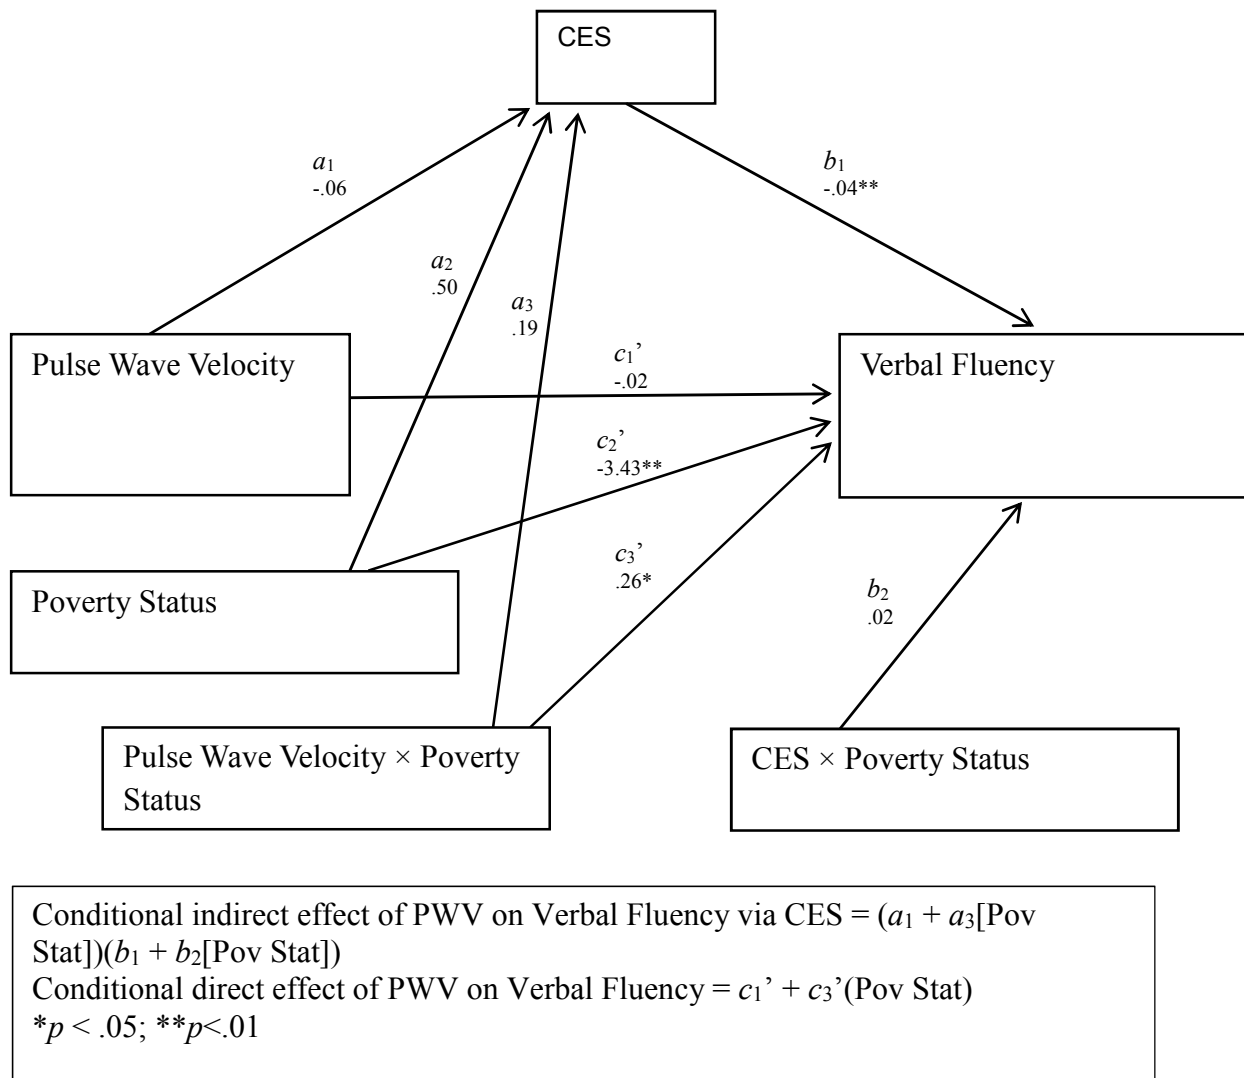 CES
a₁
-.06
b₁
-.04**
a₂
.50
a₃
.19
Pulse Wave Velocity
c₁’
-.02
Verbal Fluency
c₂’
-3.43**
c₃’
.26*
Poverty Status
b₂
.02
Pulse Wave Velocity × Poverty
Status
CES × Poverty Status
Conditional indirect effect of PWV on Verbal Fluency via CES = (a₁ + a₃[Pov
Stat])(b₁ + b₂[Pov Stat])
Conditional direct effect of PWV on Verbal Fluency = c₁’ + c₃’(Pov Stat)
*p < .05; **p<.01